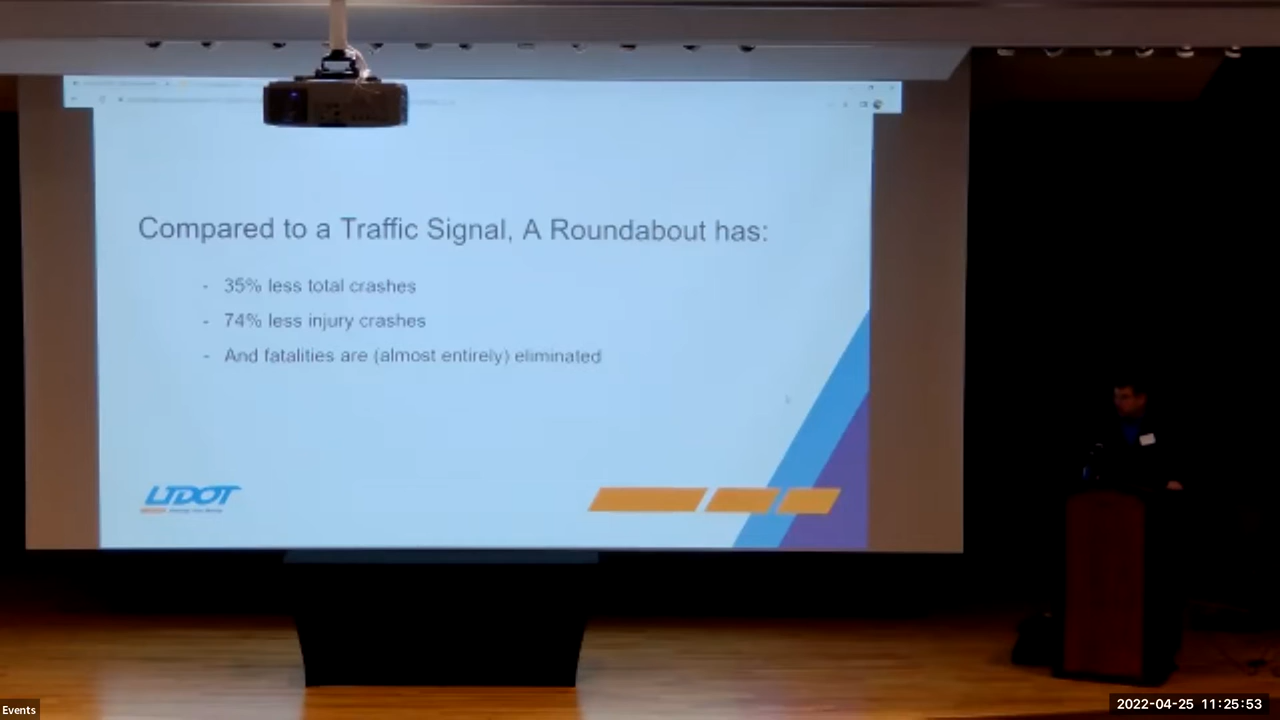 Compared to a Traffic Signal, A Roundabout has:
- 35% less total crashes
- 74% less injury crashes
- And fatalities are (almost entirely) eliminated
UDOT
Events
2022-04-25 11:25:53